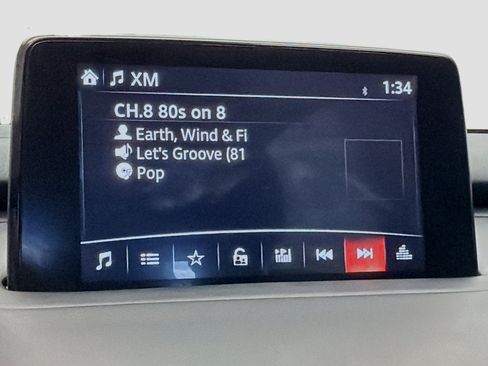 XM
1:34
CH.8 80s on 8
Earth, Wind & Fi
Let's Groove (81
Pop